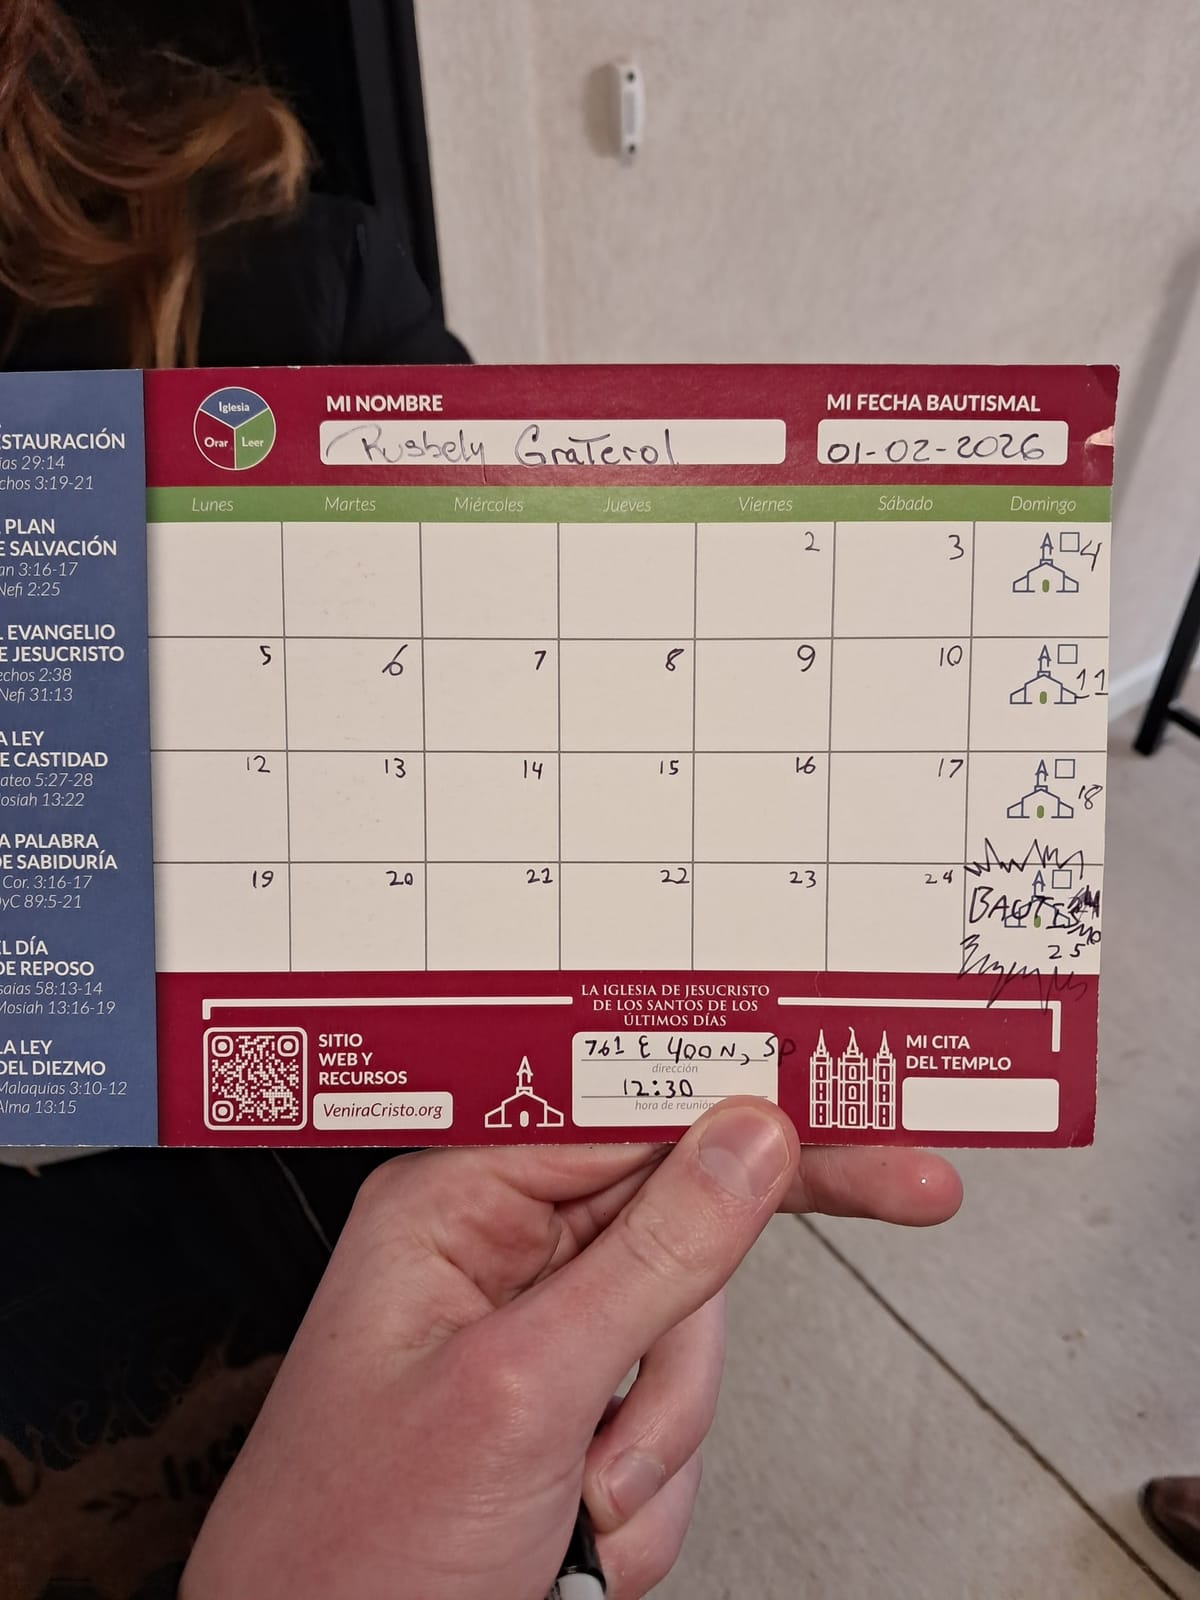 ESTAURACIÓN
ías 29:14
chos 3:19-21
PLAN
E SALVACIÓN
an 3:16-17
Nefi 2:25
EVANGELIO
E JESUCRISTO
echos 2:38
Nefi 31:13
A LEY
E CASTIDAD
ateo 5:27-28
osiah 13:22
A PALABRA
DE SABIDURÍA
Cor. 3:16-17
DyC 89:5-21
EL DÍA
DE REPOSO
saías 58:13-14
Mosíah 13:16-19
LA LEY
DEL DIEZMO
Malaquías 3:10-12
Alma 13:15
Iglesia
Orar Leer
MI NOMBRE
Rusbely Graterol
MI FECHA BAUTISMAL
01-02-2026
Lunes Martes Miércoles Jueves Viernes Sábado Domingo
2 3 4
5 6 7 8 9 10 11
12 13 14 15 16 17 18
19 20 21 22 23 24
BAUTISMO
25
LA IGLESIA DE JESUCRISTO
DE LOS SANTOS DE LOS
ÚLTIMOS DÍAS
SITIO
WEB Y
RECURSOS
VeniraCristo.org
761 E 400 N, SP
dirección
12:30
hora de reunión
MI CITA
DEL TEMPLO